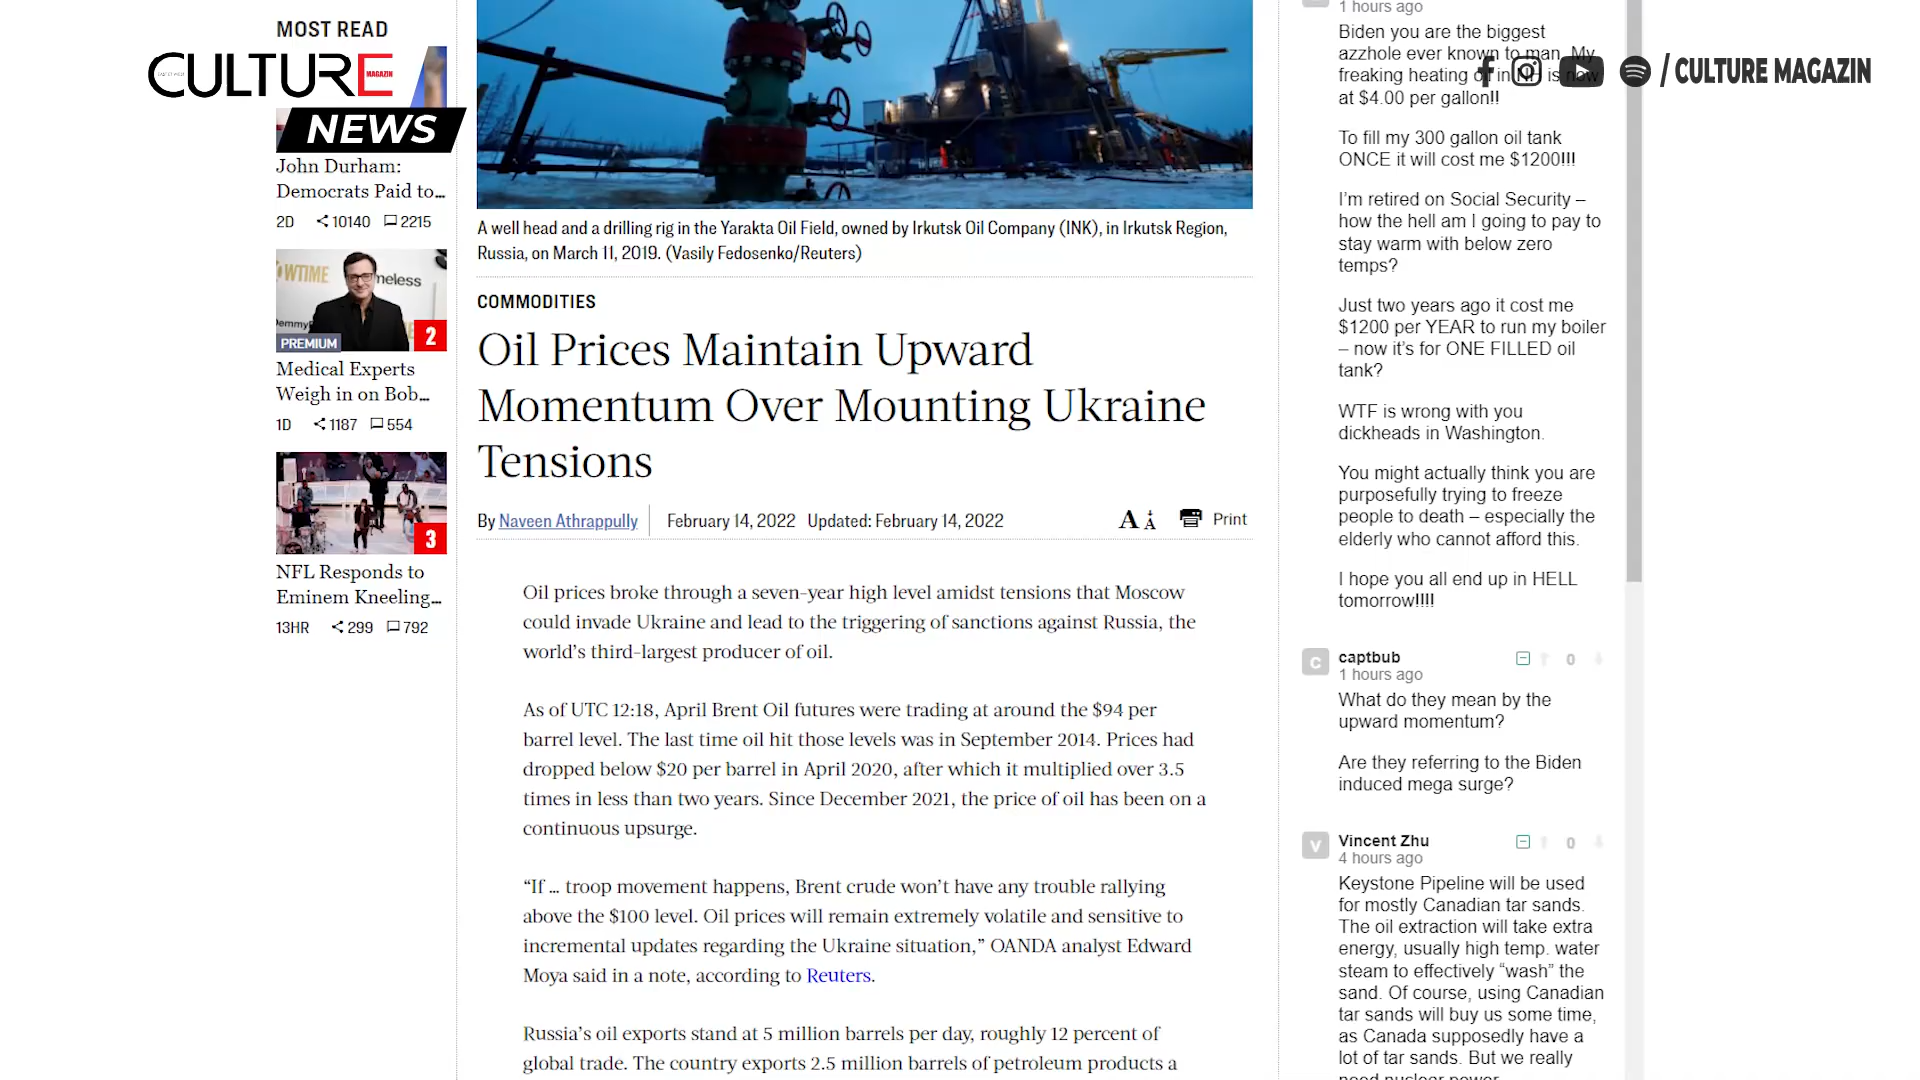 MOST READ
CULTURE
MAGAZIN
NEWS
John Durham:
Democrats Paid to...
2D 10140 2215
PREMIUM
2
Medical Experts
Weigh in on Bob...
1D 1187 554
3
NFL Responds to
Eminem Kneeling...
13HR 299 792
A well head and a drilling rig in the Yarakta Oil Field, owned by Irkutsk Oil Company (INK), in Irkutsk Region,
Russia, on March 11, 2019. (Vasily Fedosenko/Reuters)
COMMODITIES
Oil Prices Maintain Upward
Momentum Over Mounting Ukraine
Tensions
By Naveen Athrappully February 14, 2022 Updated: February 14, 2022
A A Print
Oil prices broke through a seven-year high level amidst tensions that Moscow
could invade Ukraine and lead to the triggering of sanctions against Russia, the
world's third-largest producer of oil.
As of UTC 12:18, April Brent Oil futures were trading at around the $94 per
barrel level. The last time oil hit those levels was in September 2014. Prices had
dropped below $20 per barrel in April 2020, after which it multiplied over 3.5
times in less than two years. Since December 2021, the price of oil has been on a
continuous upsurge.
“If ... troop movement happens, Brent crude won't have any trouble rallying
above the $100 level. Oil prices will remain extremely volatile and sensitive to
incremental updates regarding the Ukraine situation,” OANDA analyst Edward
Moya said in a note, according to Reuters.
Russia's oil exports stand at 5 million barrels per day, roughly 12 percent of
global trade. The country exports 2.5 million barrels of petroleum products a
1 hours ago
Biden you are the biggest
azzhole ever known to man. My
freaking heating oil in NH is now
at $4.00 per gallon!!
/ CULTURE MAGAZIN
To fill my 300 gallon oil tank
ONCE it will cost me $1200!!!
I'm retired on Social Security –
how the hell am I going to pay to
stay warm with below zero
temps?
Just two years ago it cost me
$1200 per YEAR to run my boiler
– now it's for ONE FILLED oil
tank?
WTF is wrong with you
dickheads in Washington.
You might actually think you are
purposefully trying to freeze
people to death – especially the
elderly who cannot afford this.
I hope you all end up in HELL
tomorrow!!!!
C captbub 0
1 hours ago
What do they mean by the
upward momentum?
Are they referring to the Biden
induced mega surge?
V Vincent Zhu 0
4 hours ago
Keystone Pipeline will be used
for mostly Canadian tar sands.
The oil extraction will take extra
energy, usually high temp. water
steam to effectively “wash” the
sand. Of course, using Canadian
tar sands will buy us some time,
as Canada supposedly have a
lot of tar sands. But we really
need nuclear power